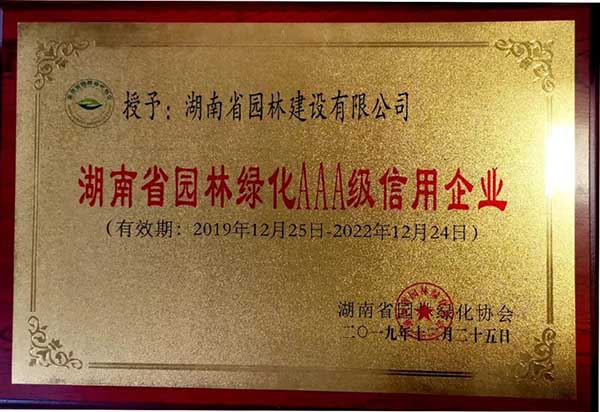 授予：湖南省园林建设有限公司
湖南省园林绿化AAA级信用企业
（有效期：2019年12月25日-2022年12月24日）
湖南省园林绿化协会
二〇一九年十二月二十五日